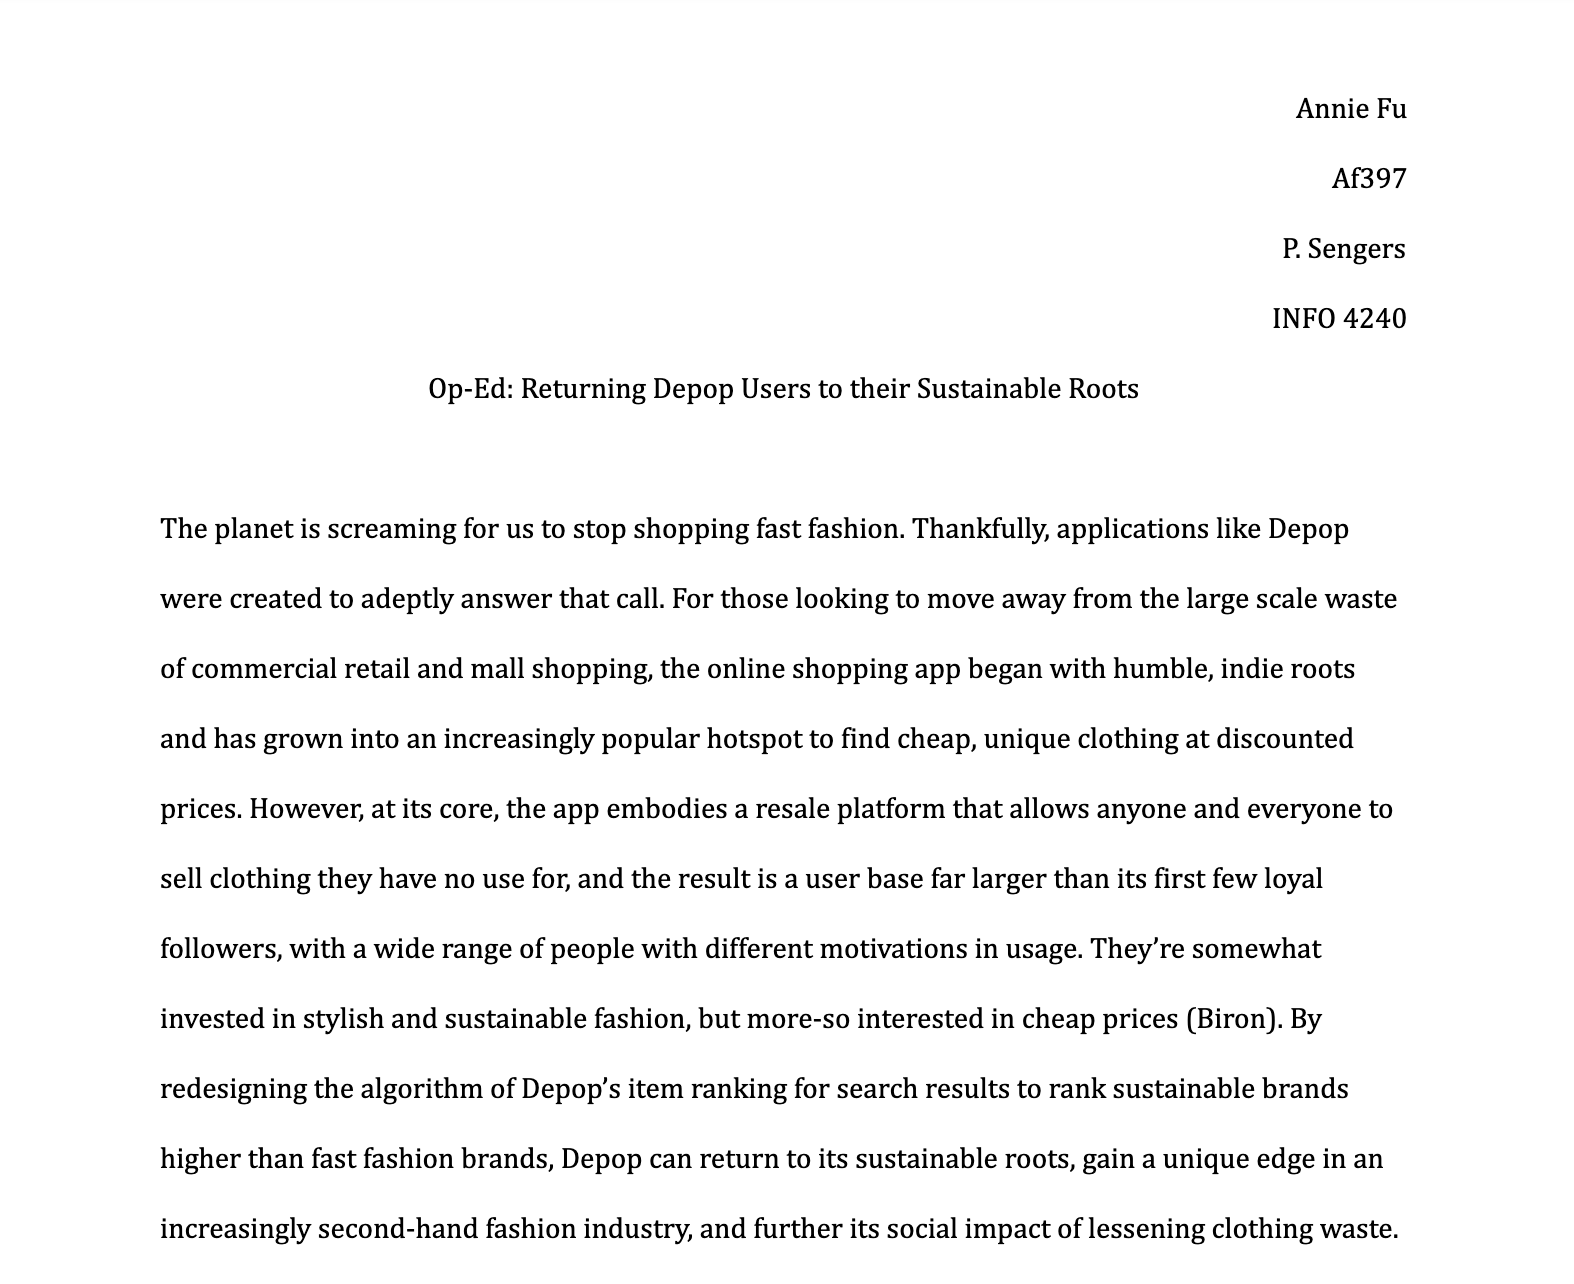 Annie Fu
Af397
P. Sengers
INFO 4240
Op-Ed: Returning Depop Users to their Sustainable Roots
The planet is screaming for us to stop shopping fast fashion. Thankfully, applications like Depop
were created to adeptly answer that call. For those looking to move away from the large scale waste
of commercial retail and mall shopping, the online shopping app began with humble, indie roots
and has grown into an increasingly popular hotspot to find cheap, unique clothing at discounted
prices. However, at its core, the app embodies a resale platform that allows anyone and everyone to
sell clothing they have no use for, and the result is a user base far larger than its first few loyal
followers, with a wide range of people with different motivations in usage. They’re somewhat
invested in stylish and sustainable fashion, but more-so interested in cheap prices (Biron). By
redesigning the algorithm of Depop’s item ranking for search results to rank sustainable brands
higher than fast fashion brands, Depop can return to its sustainable roots, gain a unique edge in an
increasingly second-hand fashion industry, and further its social impact of lessening clothing waste.